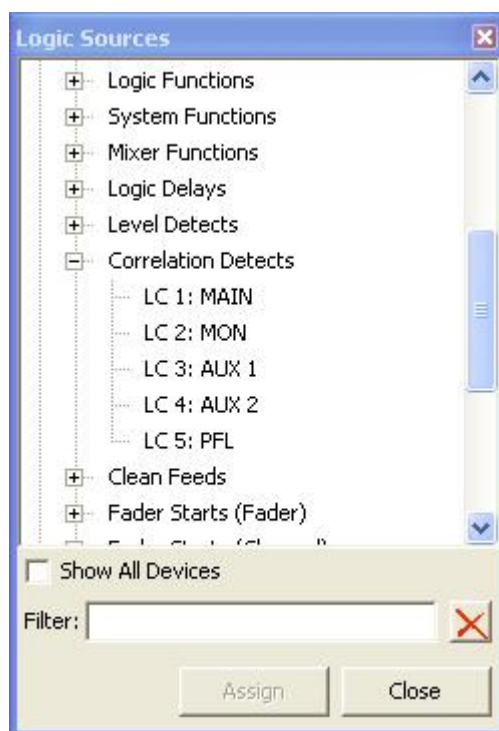 Logic Sources
Logic Functions
System Functions
Mixer Functions
Logic Delays
Level Detects
Correlation Detects
LC 1: MAIN
LC 2: MON
LC 3: AUX 1
LC 4: AUX 2
LC 5: PFL
Clean Feeds
Fader Starts (Fader)
Show All Devices
Filter:
Assign
Close